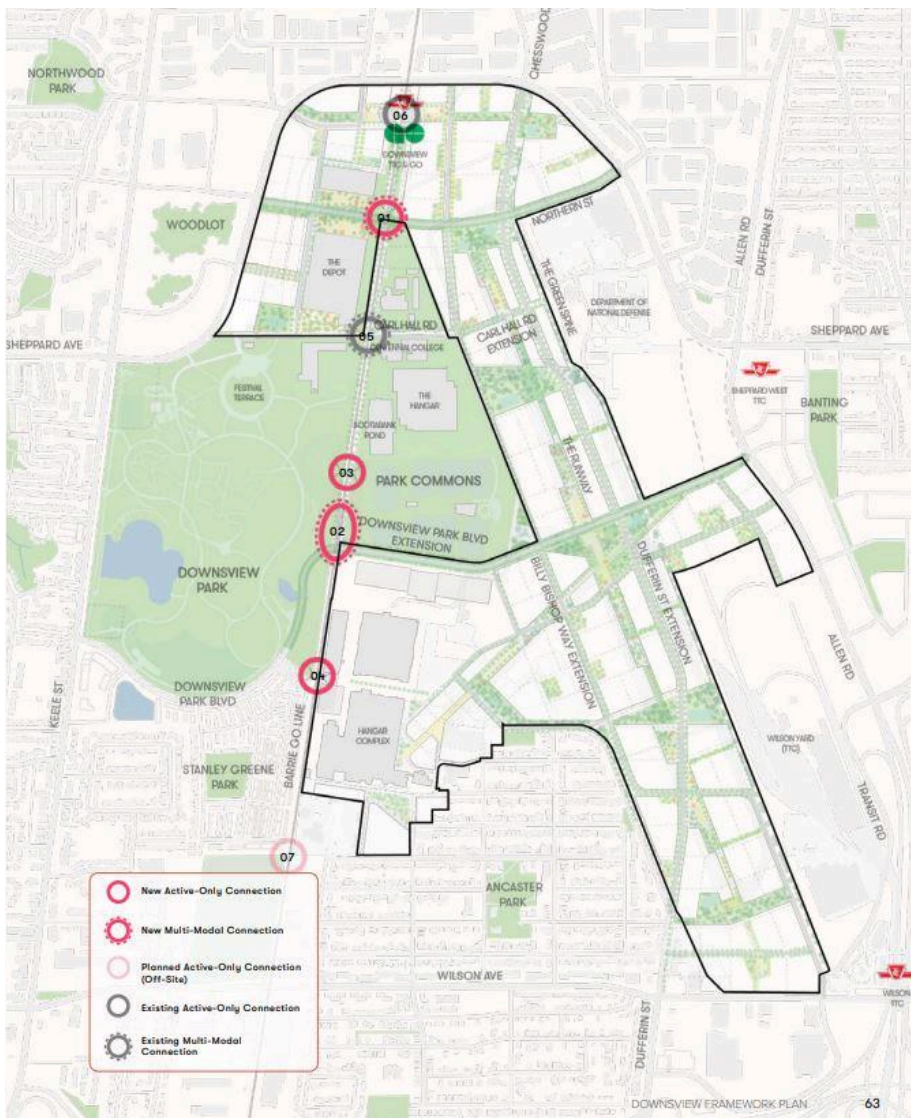 CHESSWOOD
NORTHWOOD
PARK
06
DOWNSVIEW
TTC & GO
ALLEN RD
DUFFERIN ST
01
NORTHERN ST
WOODLOT
THE
DEPOT
THE GREEN SPINE
DEPARTMENT OF
NATIONAL DEFENSE
CARL HALL RD
05
CENTENNIAL COLLEGE
CARL HALL RD
EXTENSION
SHEPPARD AVE
SHEPPARD AVE
SHEPPARD WEST
TTC
FESTIVAL
TERRACE
THE
HANGAR
BANTING
PARK
SCOTIABANK
POND
THE RUNWAY
03
PARK COMMONS
02
DOWNSVIEW PARK BLVD
EXTENSION
DOWNSVIEW
PARK
BILLY BISHOP WAY EXTENSION
DUFFERIN ST EXTENSION
04
ALLEN RD
KEELE ST
DOWNSVIEW
PARK BLVD
BARRIE GO LINE
HANGAR
COMPLEX
WILSON YARD
(TTC)
STANLEY GREENE
PARK
TRANSIT RD
07
ANCASTER
PARK
New Active-Only Connection
New Multi-Modal Connection
Planned Active-Only Connection
(Off-Site)
Existing Active-Only Connection
Existing Multi-Modal
Connection
WILSON AVE
WILSON
TTC
DUFFERIN ST
DOWNSVIEW FRAMEWORK PLAN
63